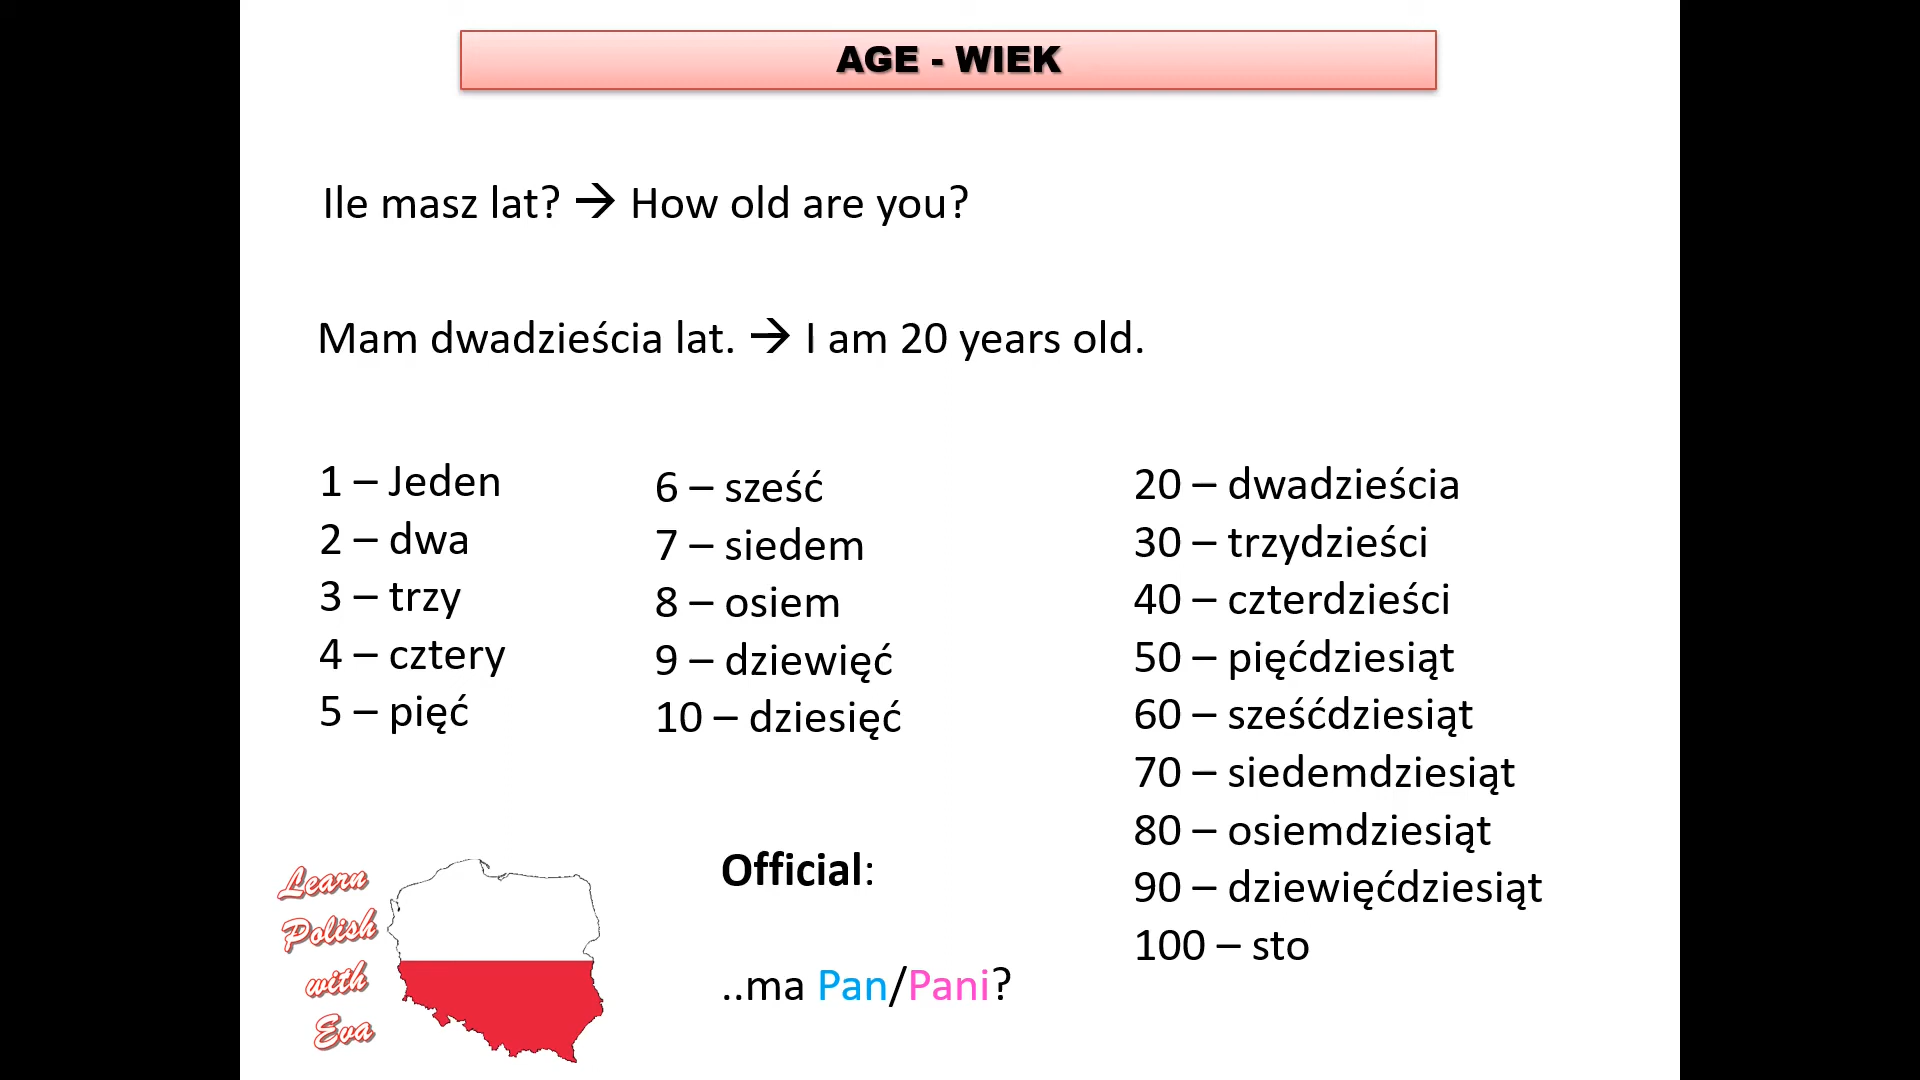 AGE - WIEK
Ile masz lat? → How old are you?
Mam dwadzieścia lat. → I am 20 years old.
1 – Jeden
2 – dwa
3 – trzy
4 – cztery
5 – pięć
6 – sześć
7 – siedem
8 – osiem
9 – dziewięć
10 – dziesięć
20 – dwadzieścia
30 – trzydzieści
40 – czterdzieści
50 – pięćdziesiąt
60 – sześćdziesiąt
70 – siedemdziesiąt
80 – osiemdziesiąt
90 – dziewięćdziesiąt
100 – sto
Official:
..ma Pan/Pani?
Learn
Polish
with
Eva